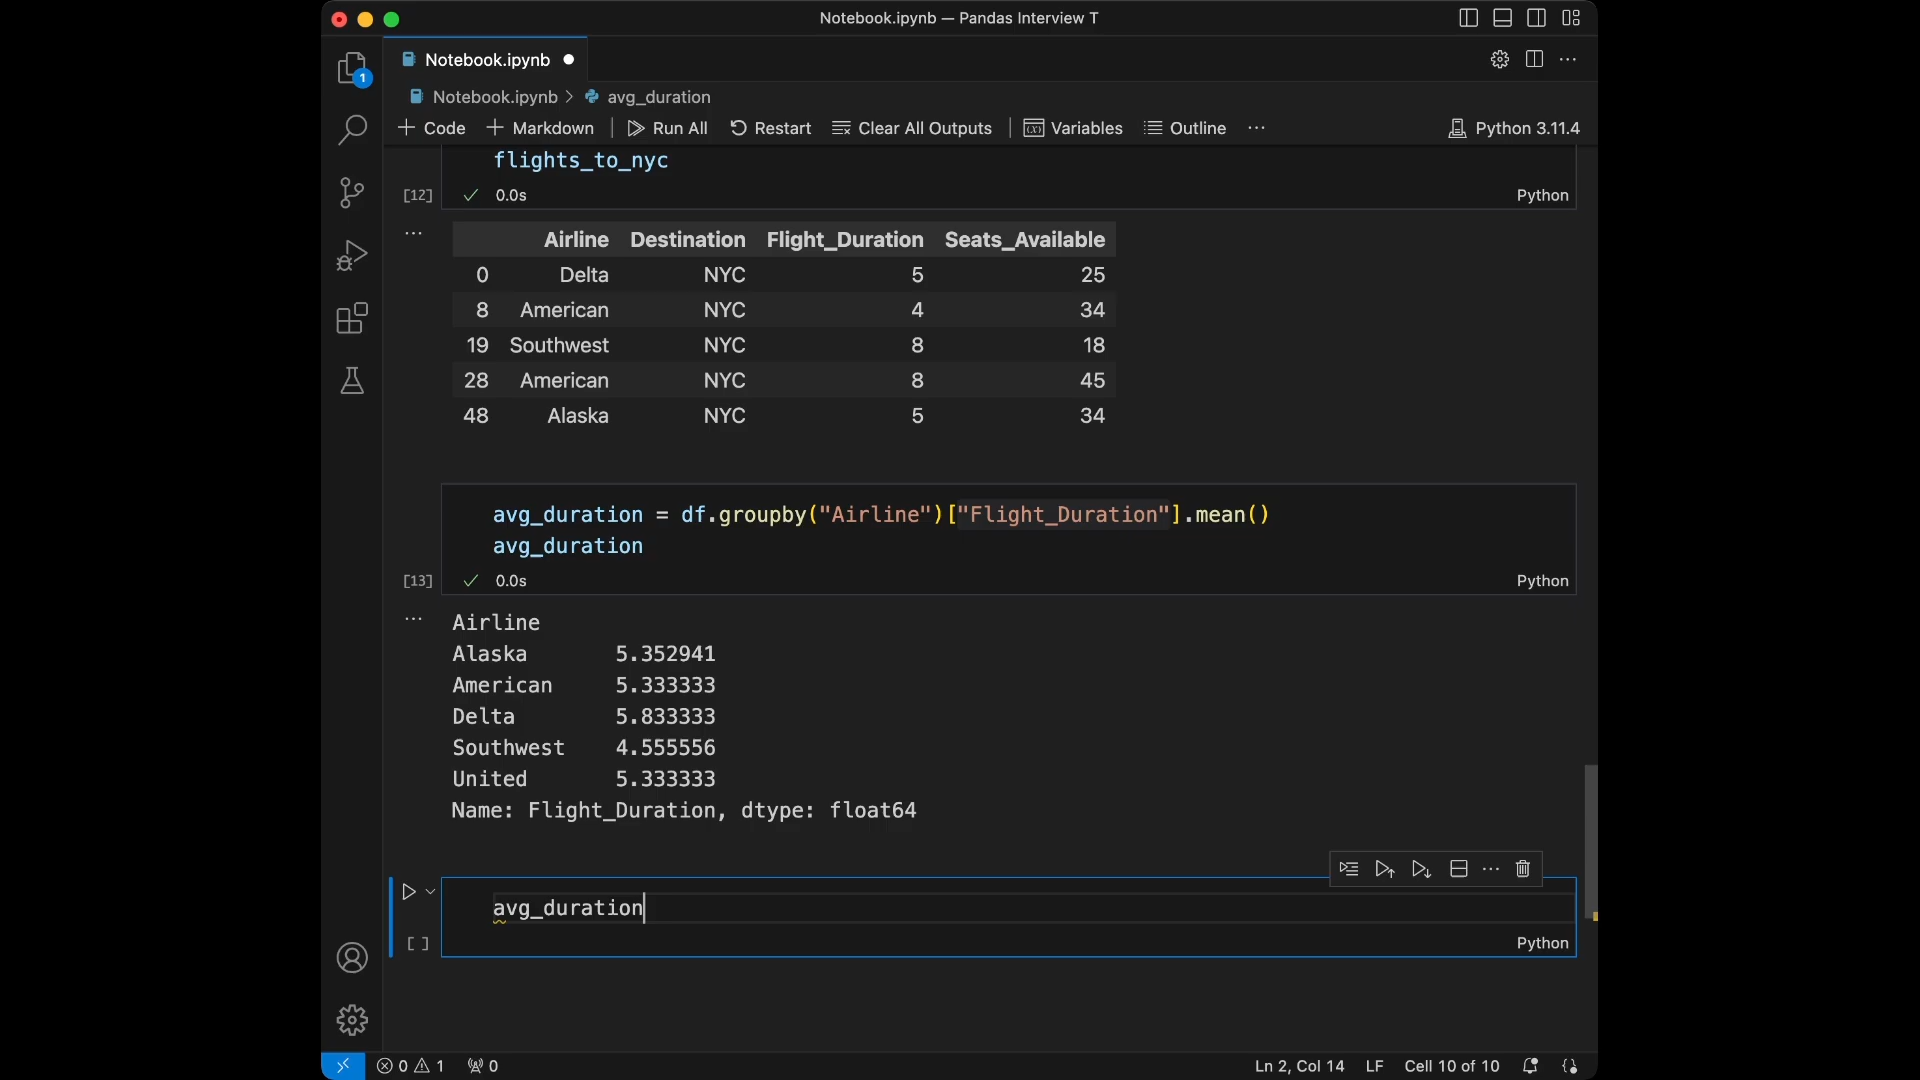 Notebook.ipynb — Pandas Interview T
Notebook.ipynb
1
Notebook.ipynb > avg_duration
+ Code + Markdown Run All Restart Clear All Outputs Variables Outline ... Python 3.11.4
flights_to_nyc
[12] ✓ 0.0s Python
...
Airline Destination Flight_Duration Seats_Available
0 Delta NYC 5 25
8 American NYC 4 34
19 Southwest NYC 8 18
28 American NYC 8 45
48 Alaska NYC 5 34
avg_duration = df.groupby("Airline")["Flight_Duration"].mean()
avg_duration
[13] ✓ 0.0s Python
...
Airline
Alaska 5.352941
American 5.333333
Delta 5.833333
Southwest 4.555556
United 5.333333
Name: Flight_Duration, dtype: float64
avg_duration
[ ] Python
0 1 0 Ln 2, Col 14 LF Cell 10 of 10